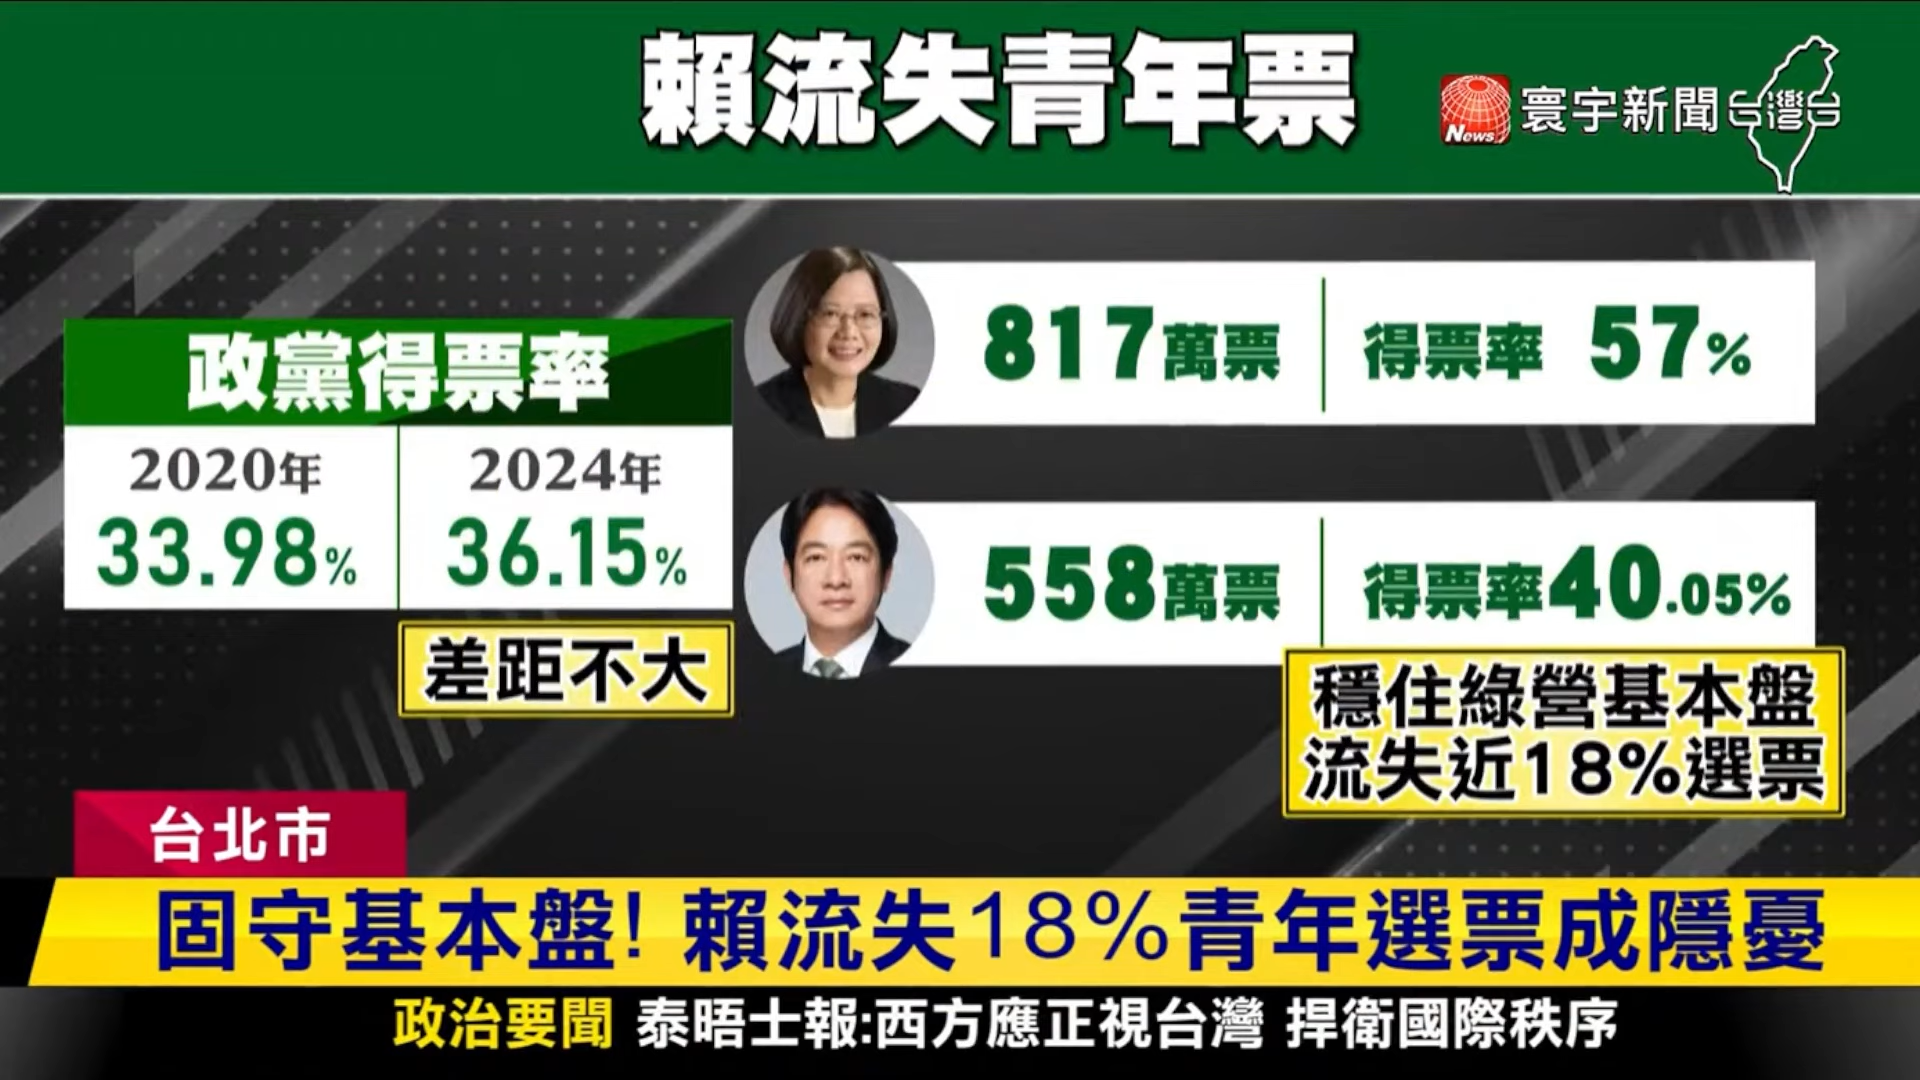 賴流失青年票
News 寰宇新聞 台灣台
政黨得票率
2020年 2024年
33.98% 36.15%
差距不大
817萬票 得票率 57%
558萬票 得票率40.05%
穩住綠營基本盤
流失近18%選票
台北市
固守基本盤! 賴流失18%青年選票成隱憂
政治要聞 泰晤士報:西方應正視台灣 捍衛國際秩序